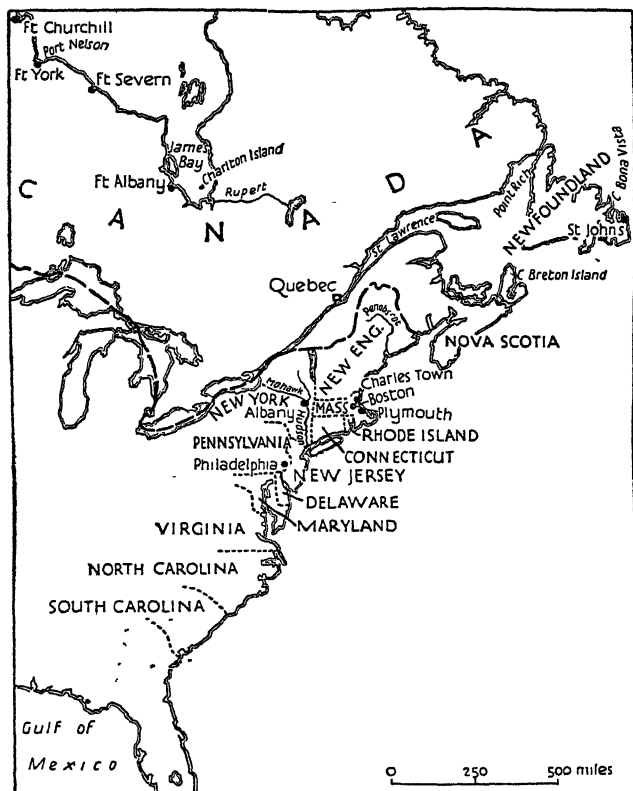 Ft Churchill
Port Nelson
Ft York
Ft Severn
James
Bay
Charlton Island
Ft Albany
Rupert
CANADA
Point Rich
NEWFOUNDLAND
C Bona Vista
St Johns
St Lawrence
C Breton Island
Quebec
Penobscot
NOVA SCOTIA
NEW ENG.
Charles Town
Mohawk
NEW YORK
Boston
Albany
MASS
Plymouth
Hudson
RHODE ISLAND
PENNSYLVANIA
CONNECTICUT
Philadelphia
NEW JERSEY
DELAWARE
MARYLAND
VIRGINIA
NORTH CAROLINA
SOUTH CAROLINA
Gulf of
Mexico
0 250 500 miles